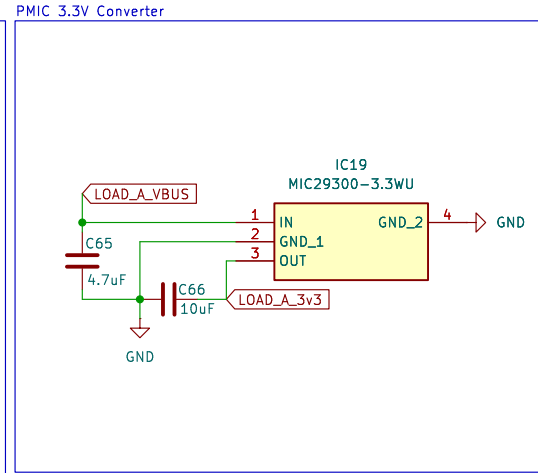 PMIC 3.3V Converter
IC19
MIC29300-3.3WU
LOAD_A_VBUS
1 IN GND_2 4 GND
2 GND_1
3 OUT
C65
4.7uF
C66
10uF
LOAD_A_3v3
GND